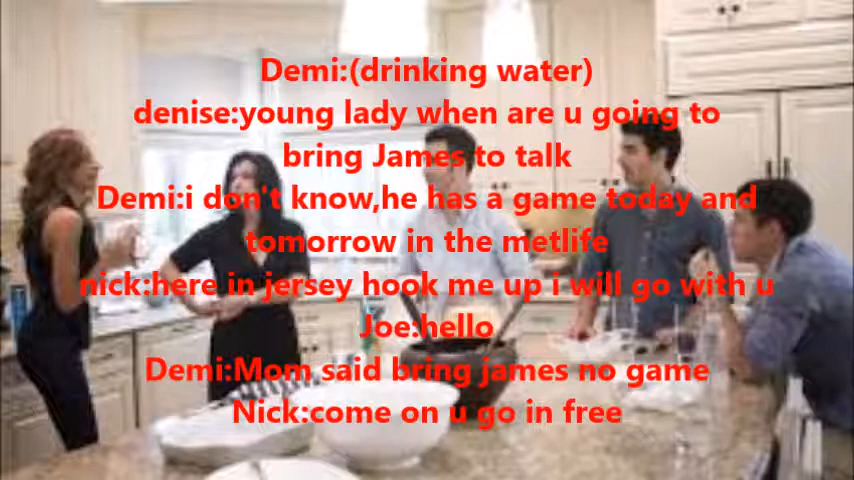 Demi:(drinking water)
denise:young lady when are u going to
bring James to talk
Demi:i don't know,he has a game today and
tomorrow in the metlife
nick:here in jersey hook me up i will go with u
Joe:hello
Demi:Mom said bring james no game
Nick:come on u go in free